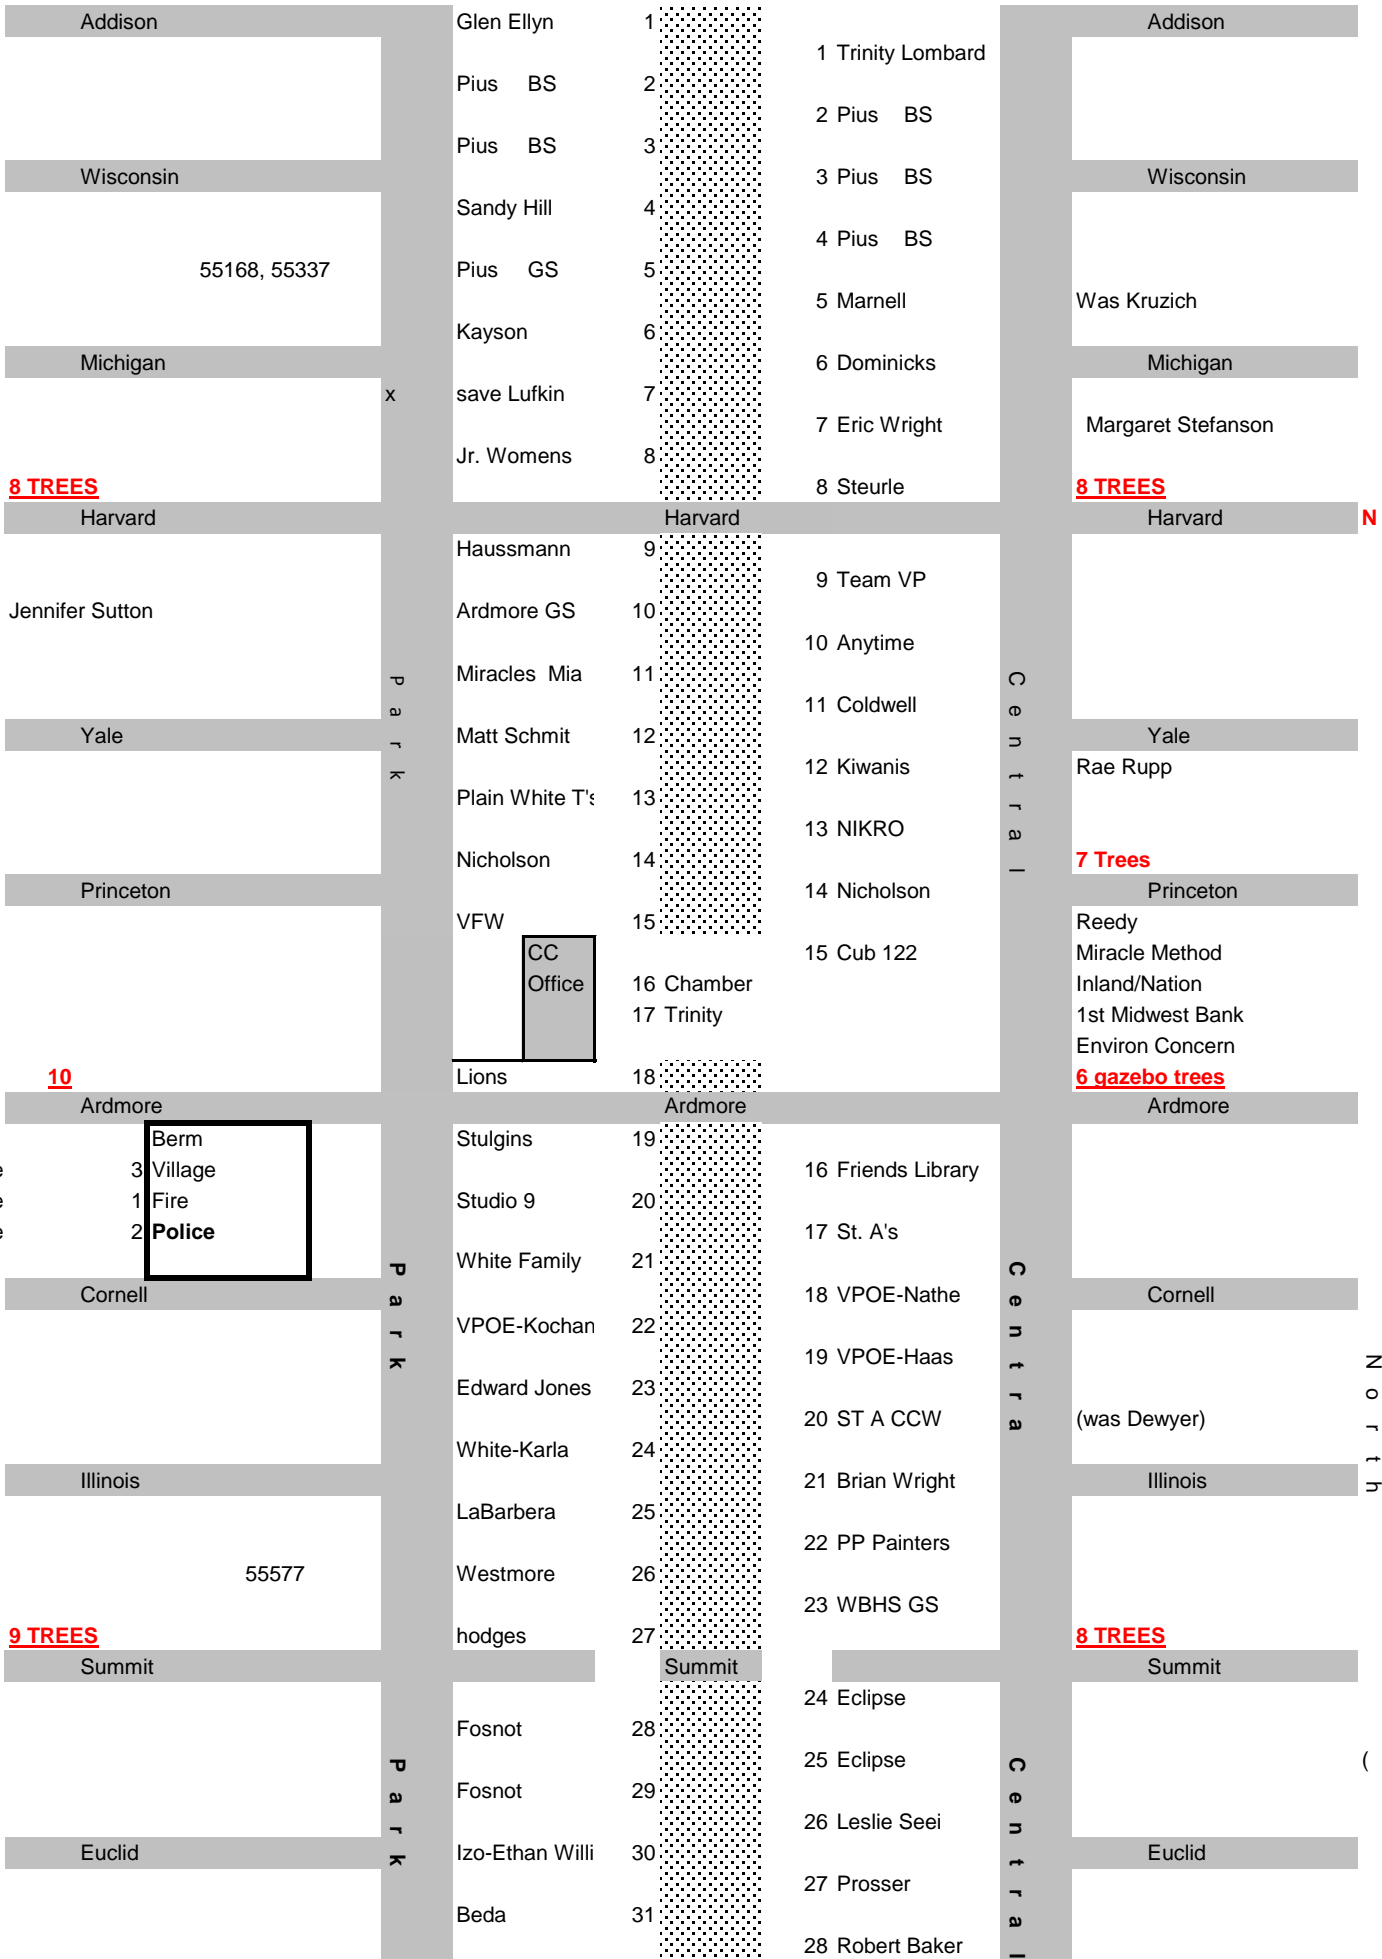 Addison Glen Ellyn 1 Addison
1 Trinity Lombard
Pius BS 2
2 Pius BS
Pius BS 3
Wisconsin 3 Pius BS Wisconsin
Sandy Hill 4
4 Pius BS
55168, 55337 Pius GS 5
5 Marnell Was Kruzich
Kayson 6
Michigan 6 Dominicks Michigan
x save Lufkin 7
7 Eric Wright Margaret Stefanson
Jr. Womens 8
8 TREES 8 Steurle 8 TREES
Harvard Harvard Harvard N
Haussmann 9
9 Team VP
Jennifer Sutton Ardmore GS 10
10 Anytime
Miracles Mia 11
11 Coldwell
Yale Matt Schmit 12 Yale
12 Kiwanis Rae Rupp
Plain White T's 13
13 NIKRO
Nicholson 14 7 Trees
Princeton 14 Nicholson Princeton
VFW 15 Reedy
CC 15 Cub 122 Miracle Method
Office 16 Chamber Inland/Nation
17 Trinity 1st Midwest Bank
Environ Concern
10 Lions 18 6 gazebo trees
Park
Central
Ardmore Ardmore Ardmore
Berm Stulgins 19
e 3 Village 16 Friends Library
e 1 Fire Studio 9 20
e 2 Police 17 St. A's
White Family 21
Cornell 18 VPOE-Nathe Cornell
VPOE-Kochan 22
19 VPOE-Haas
Edward Jones 23
20 ST A CCW (was Dewyer)
White-Karla 24
Illinois 21 Brian Wright Illinois
LaBarbera 25
22 PP Painters
55577 Westmore 26
23 WBHS GS
9 TREES hodges 27 8 TREES
Park
Centra
North
Summit Summit Summit
24 Eclipse
Fosnot 28
25 Eclipse (
Fosnot 29
26 Leslie Seei
Euclid Izo-Ethan Willi 30 Euclid
27 Prosser
Beda 31
28 Robert Baker
Park
Central